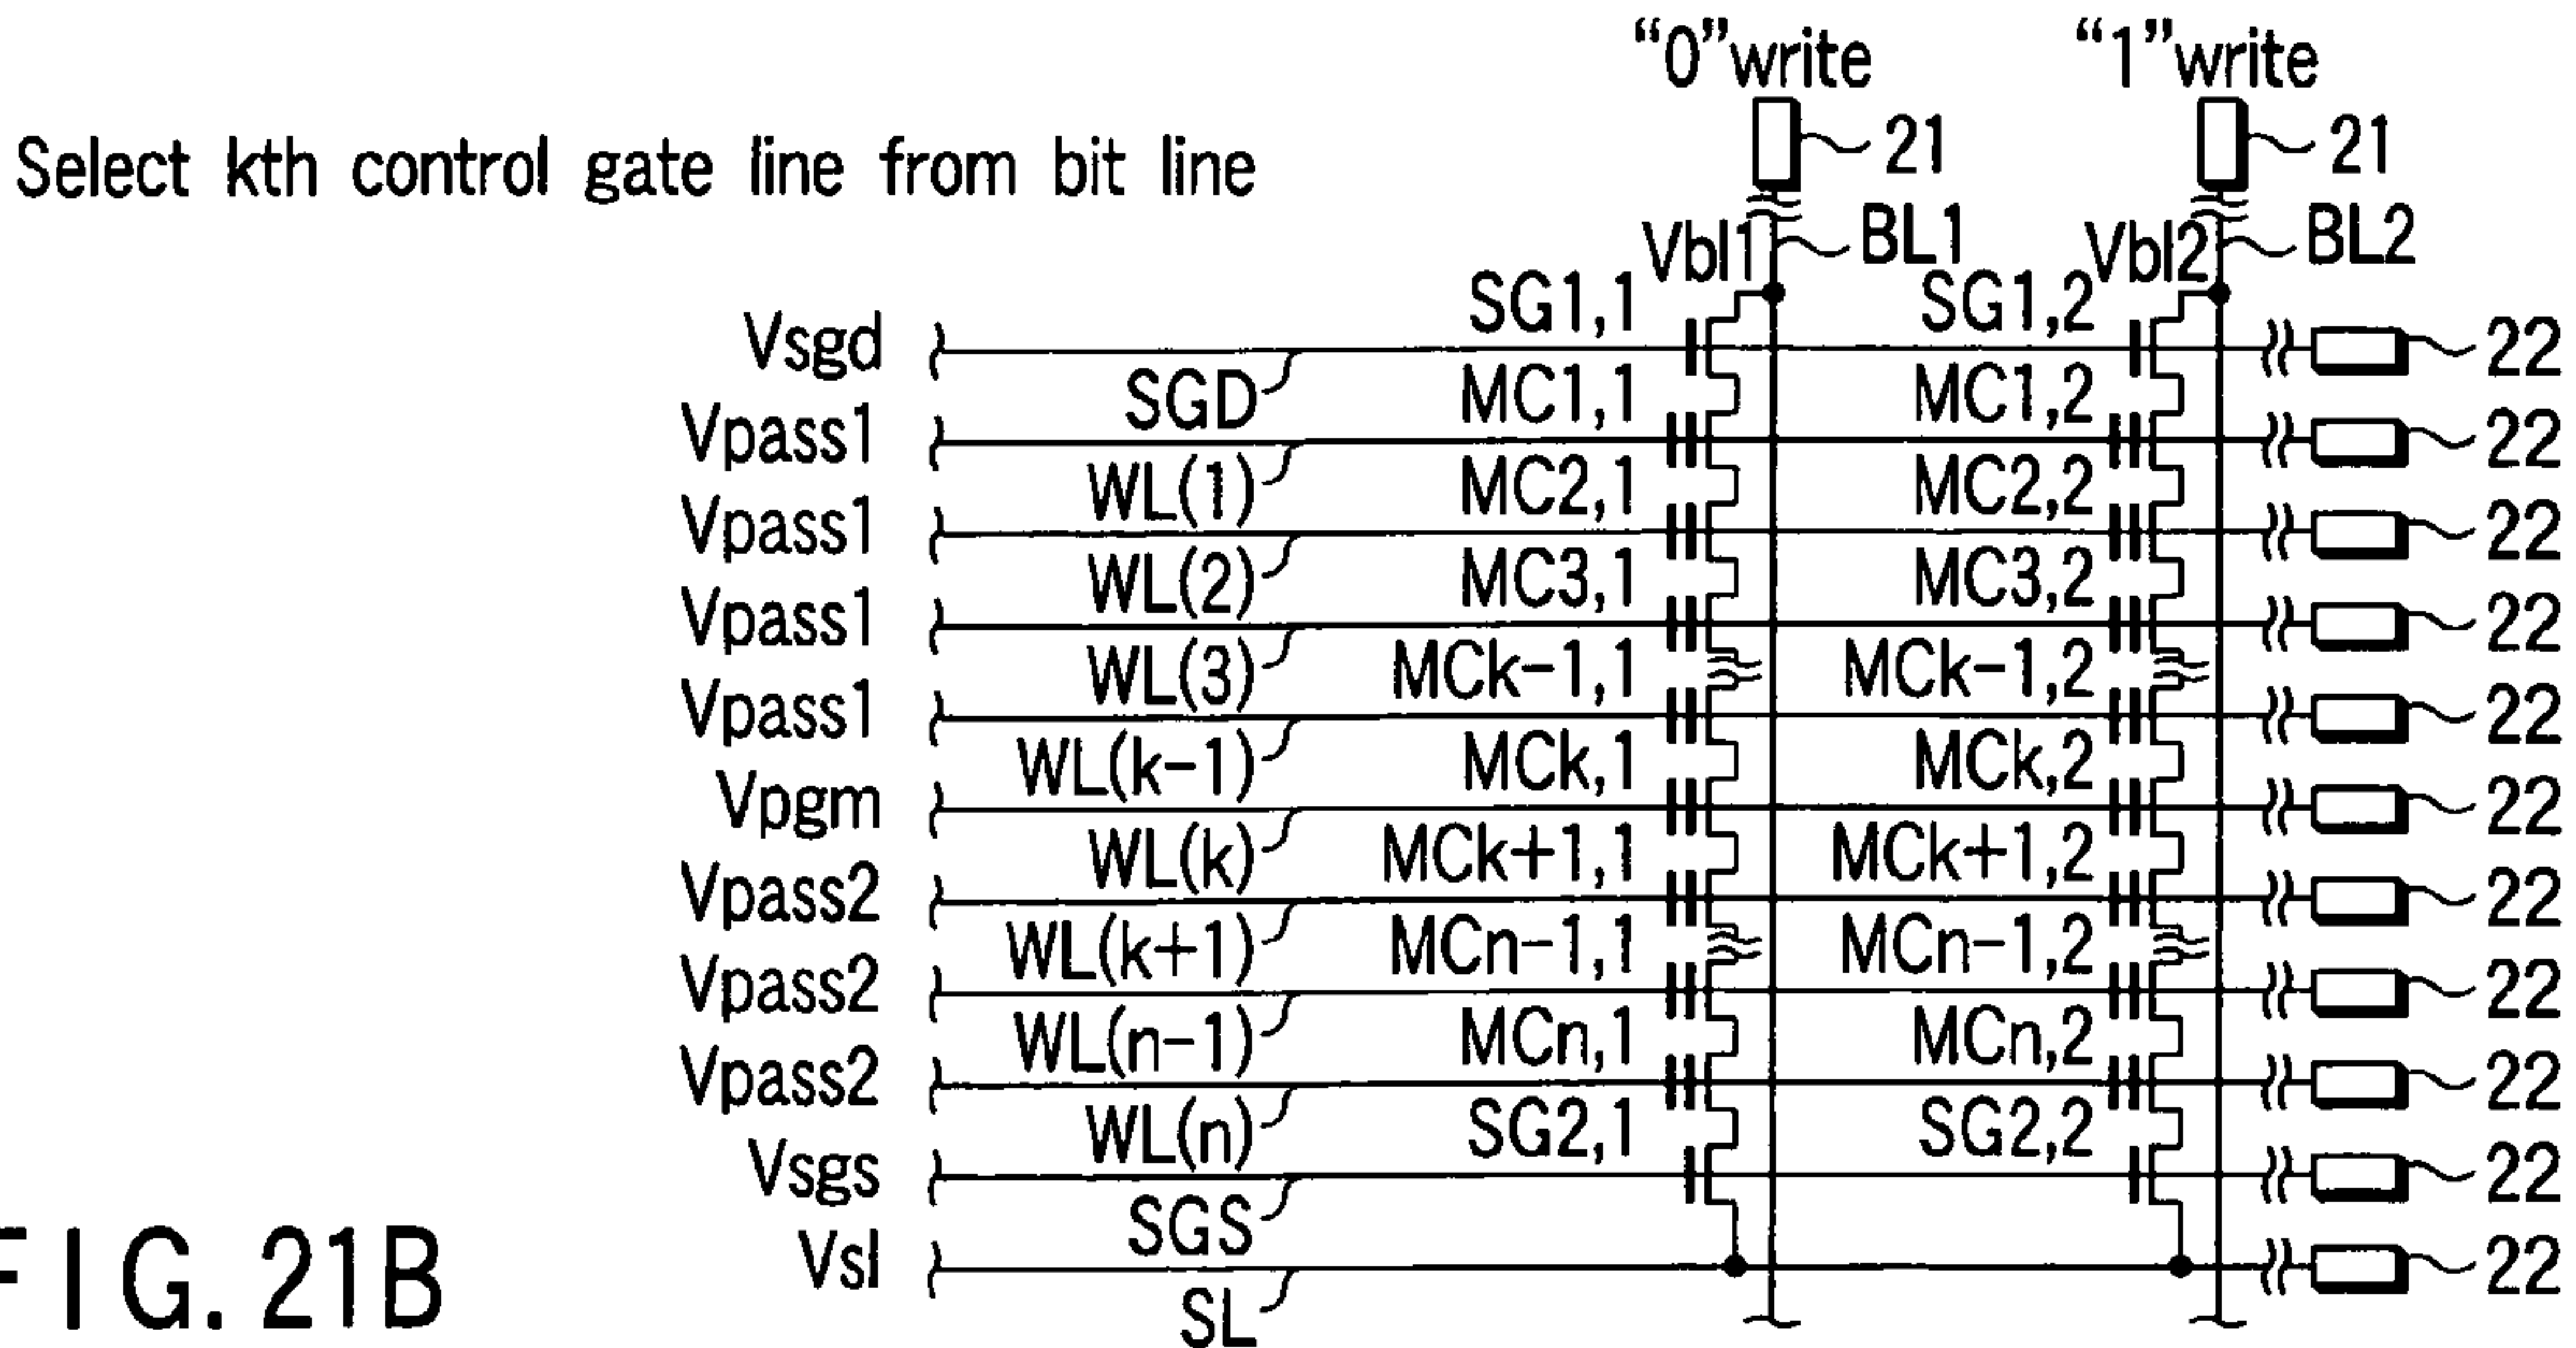 “0”write “1”write
Select kth control gate line from bit line
21 21
Vbl1 BL1 Vbl2 BL2
SG1,1 SG1,2
Vsgd 22
SGD MC1,1 MC1,2
Vpass1 22
WL(1) MC2,1 MC2,2
Vpass1 22
WL(2) MC3,1 MC3,2
Vpass1 22
WL(3) MCk-1,1 MCk-1,2
Vpass1 22
WL(k-1) MCk,1 MCk,2
Vpgm 22
WL(k) MCk+1,1 MCk+1,2
Vpass2 22
WL(k+1) MCn-1,1 MCn-1,2
Vpass2 22
WL(n-1) MCn,1 MCn,2
Vpass2 22
WL(n) SG2,1 SG2,2
Vsgs 22
SGS
Vsl 22
SL
FIG. 21B